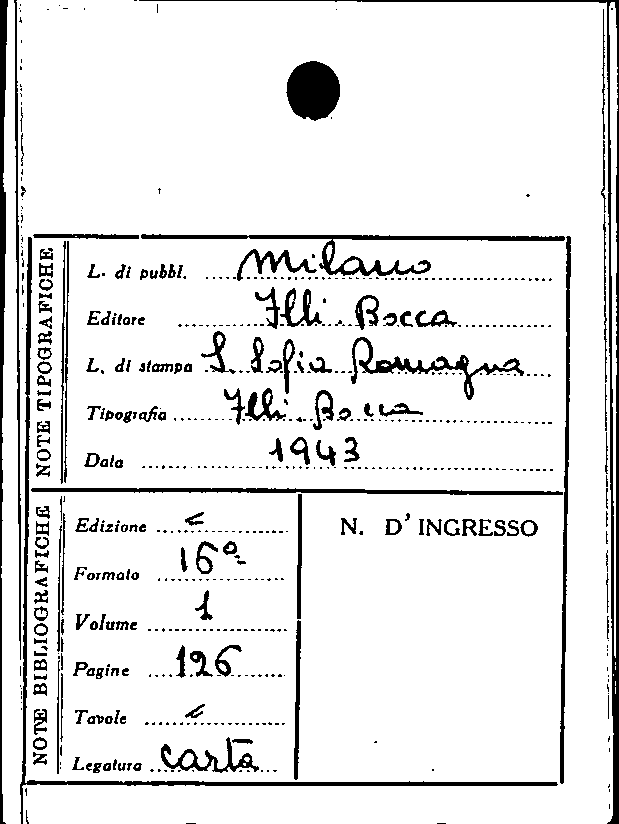 NOTE TIPOGRAFICHE
L. di pubbl. Milano
Editore Flli. Bocca
L. di stampa S. Sofia Romagna
Tipografia Flli. Bocca
Data 1943
NOTE BIBLIOGRAFICHE
Edizione
Formato 16º
Volume 1
Pagine 126
Tavole
Legatura carta
N. D' INGRESSO